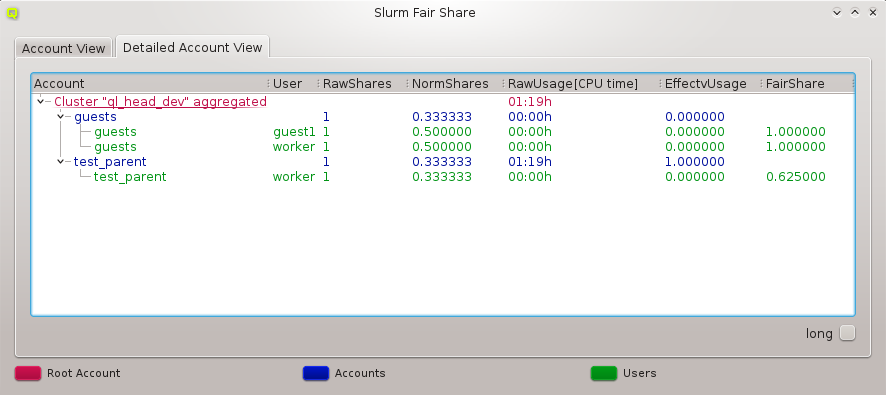 Slurm Fair Share
Account View Detailed Account View
Account User RawShares NormShares RawUsage[CPU time] EffectvUsage FairShare
Cluster "ql_head_dev" aggregated 01:19h
guests 1 0.333333 00:00h 0.000000
guests guest1 1 0.500000 00:00h 0.000000 1.000000
guests worker 1 0.500000 00:00h 0.000000 1.000000
test_parent 1 0.333333 01:19h 1.000000
test_parent worker 1 0.333333 00:00h 0.000000 0.625000
long
Root Account Accounts Users